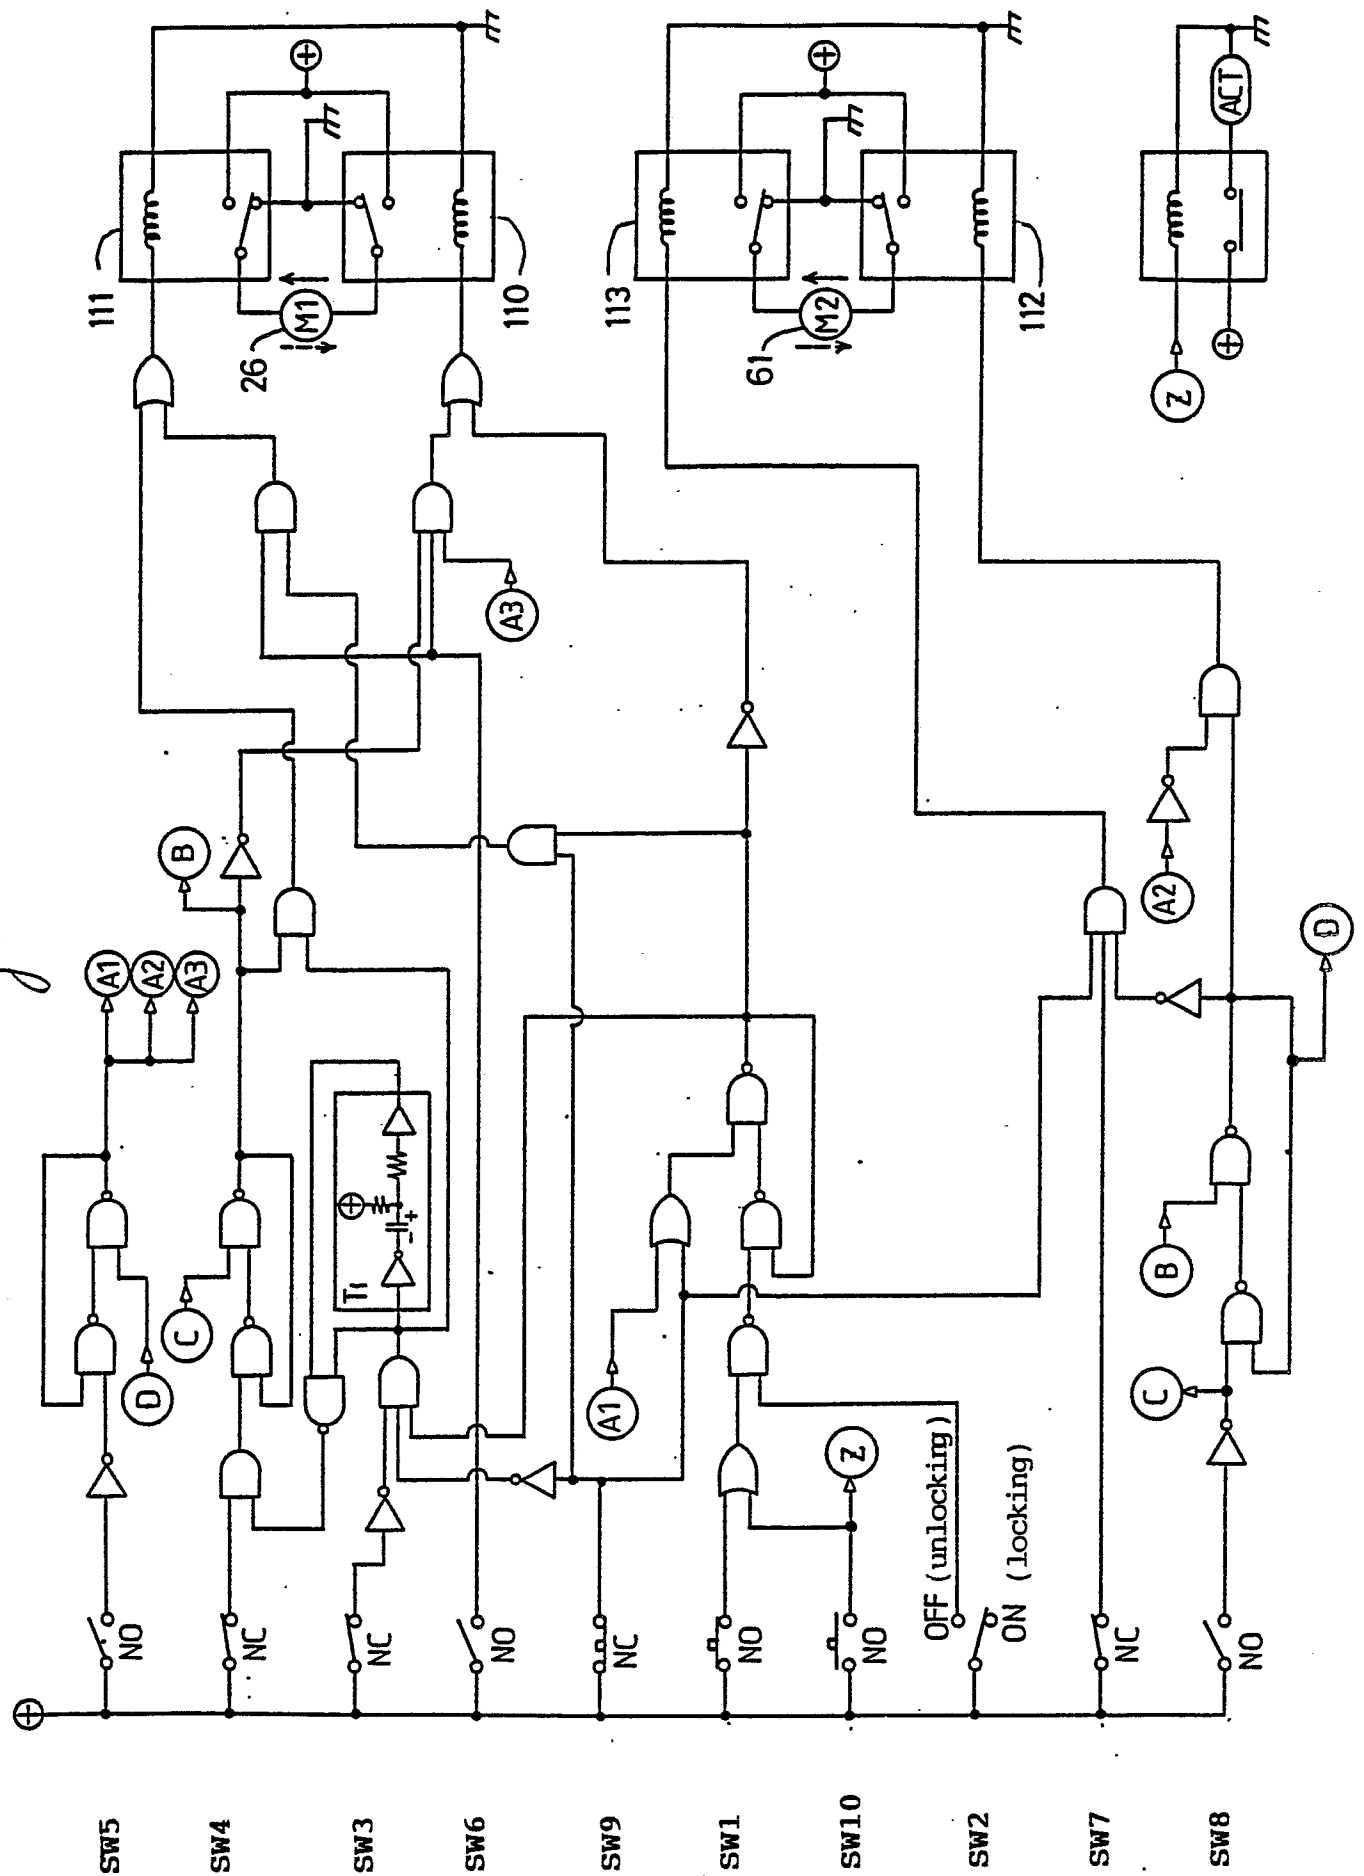 SW5
NO
SW4
NC
SW3
NC
SW6
NO
SW9
NC
SW1
NO
SW10
NO
SW2
OFF (unlocking)
ON (locking)
SW7
NC
SW8
NO
A1
A2
A3
B
C
D
T1
A1
Z
C
B
D
A2
A3
111
26
M1
110
113
61
M2
112
Z
ACT